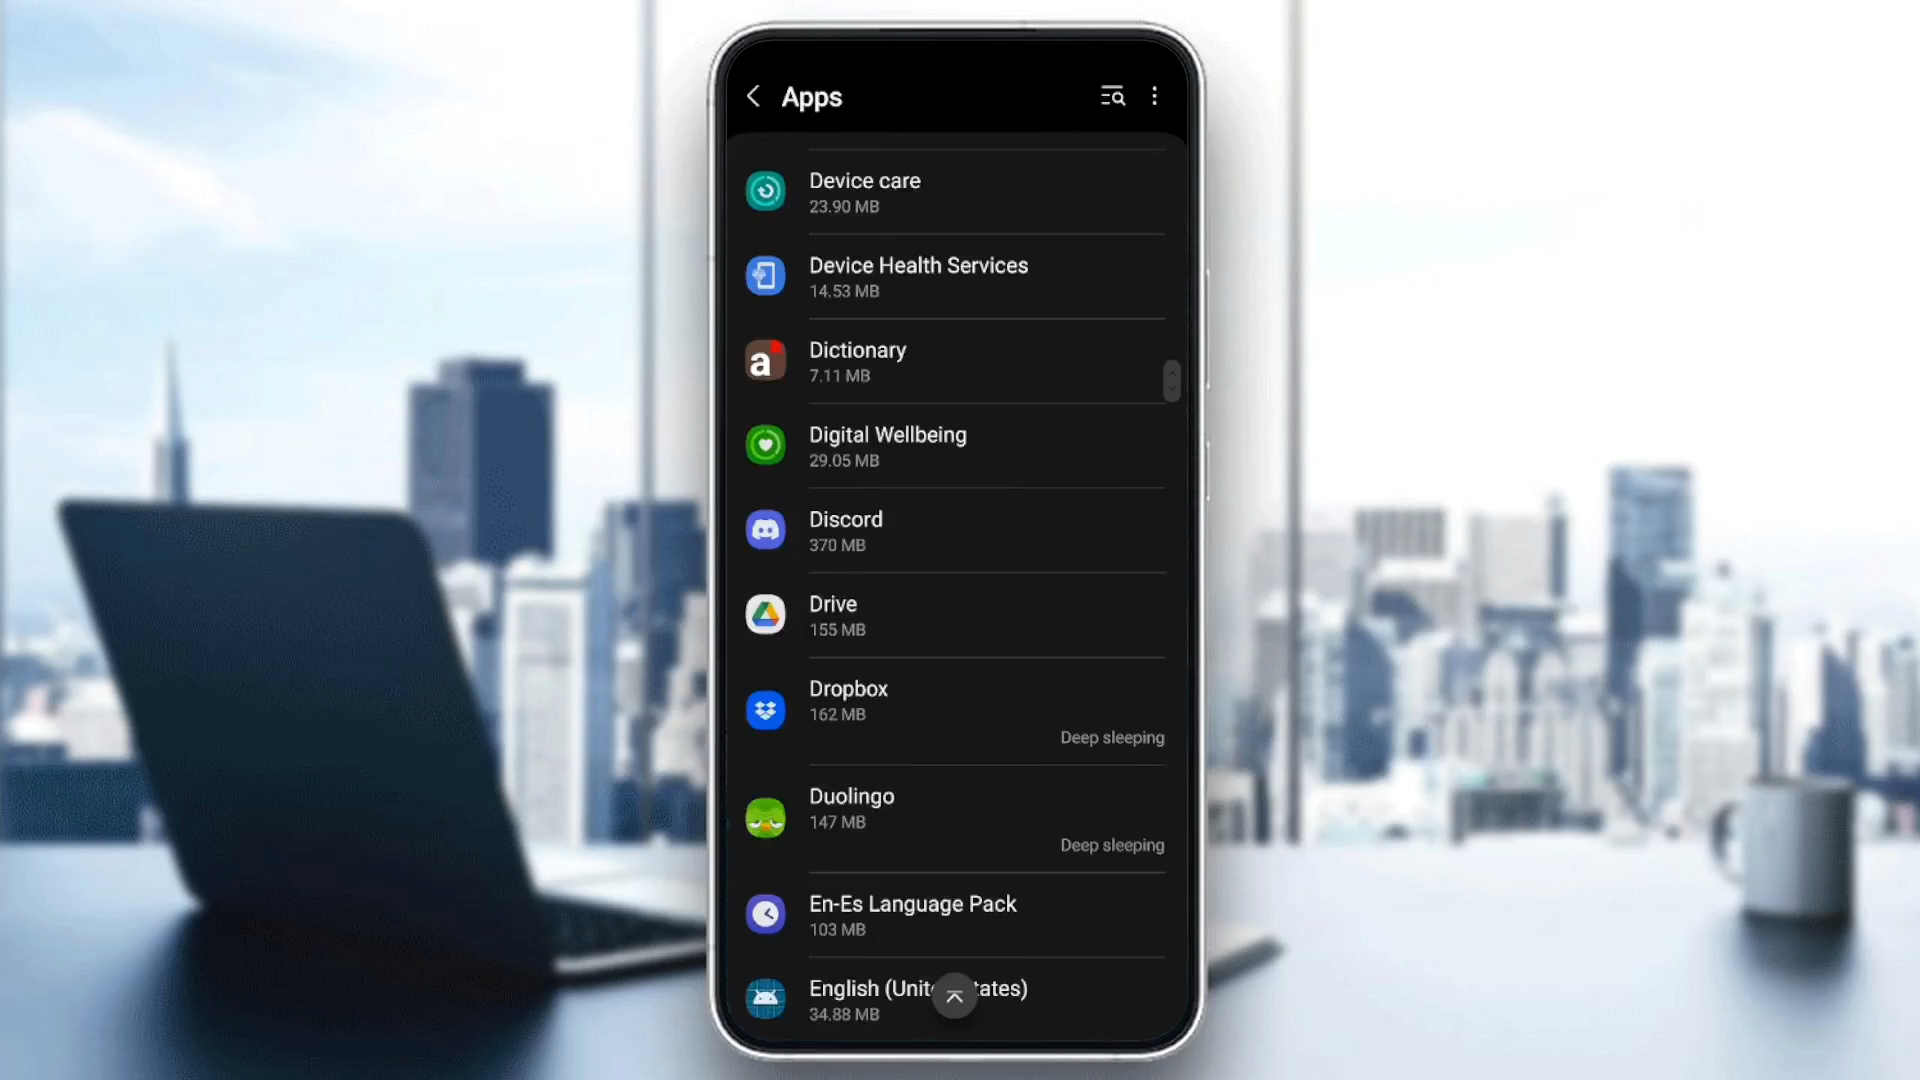 Apps
Device care
23.90 MB
Device Health Services
14.53 MB
a
Dictionary
7.11 MB
Digital Wellbeing
29.05 MB
Discord
370 MB
Drive
155 MB
Dropbox
162 MB
Deep sleeping
Duolingo
147 MB
Deep sleeping
En-Es Language Pack
103 MB
English (Unit tates)
34.88 MB